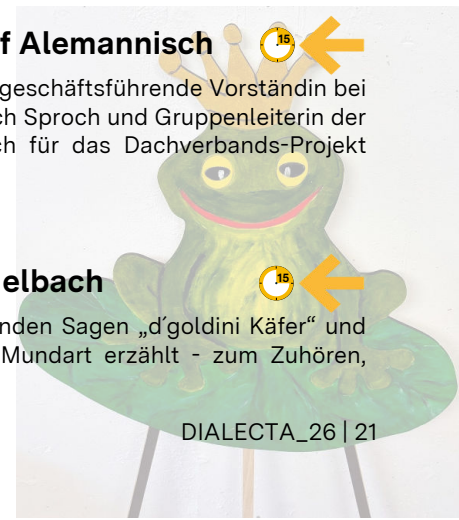 f Alemannisch 15
geschäftsführende Vorständin bei
ch Sproch und Gruppenleiterin der
ch für das Dachverbands-Projekt
elbach 15
nden Sagen „d´goldini Käfer“ und
Mundart erzählt - zum Zuhören,
DIALECTA_26 | 21